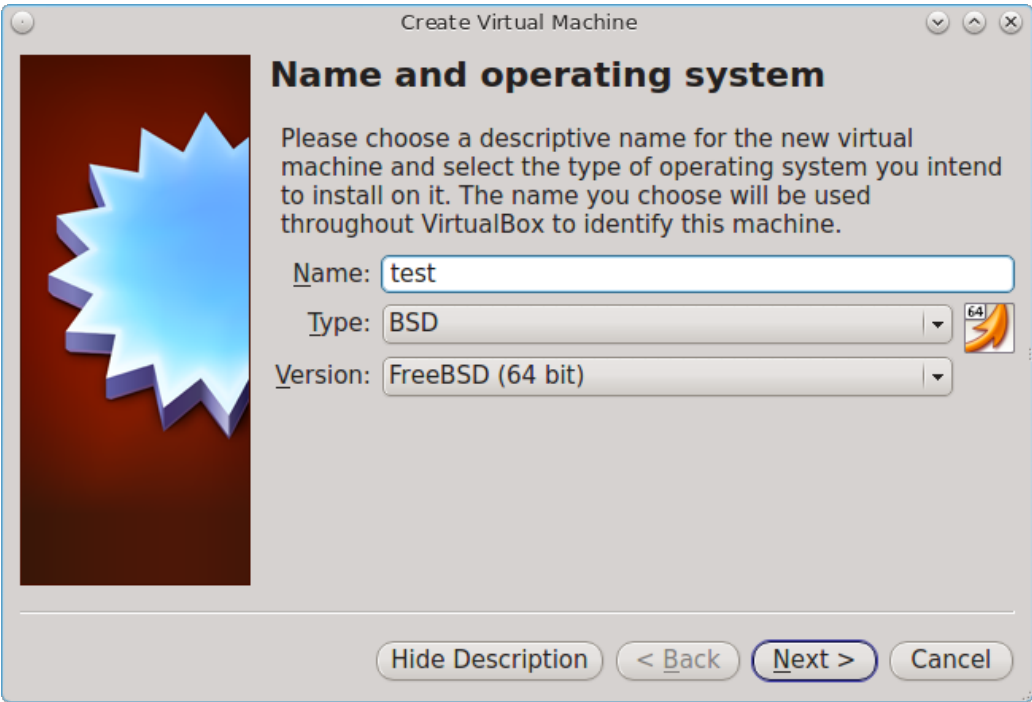 Create Virtual Machine
Name and operating system
Please choose a descriptive name for the new virtual
machine and select the type of operating system you intend
to install on it. The name you choose will be used
throughout VirtualBox to identify this machine.
Name: test
Type: BSD
64
Version: FreeBSD (64 bit)
Hide Description < Back Next > Cancel